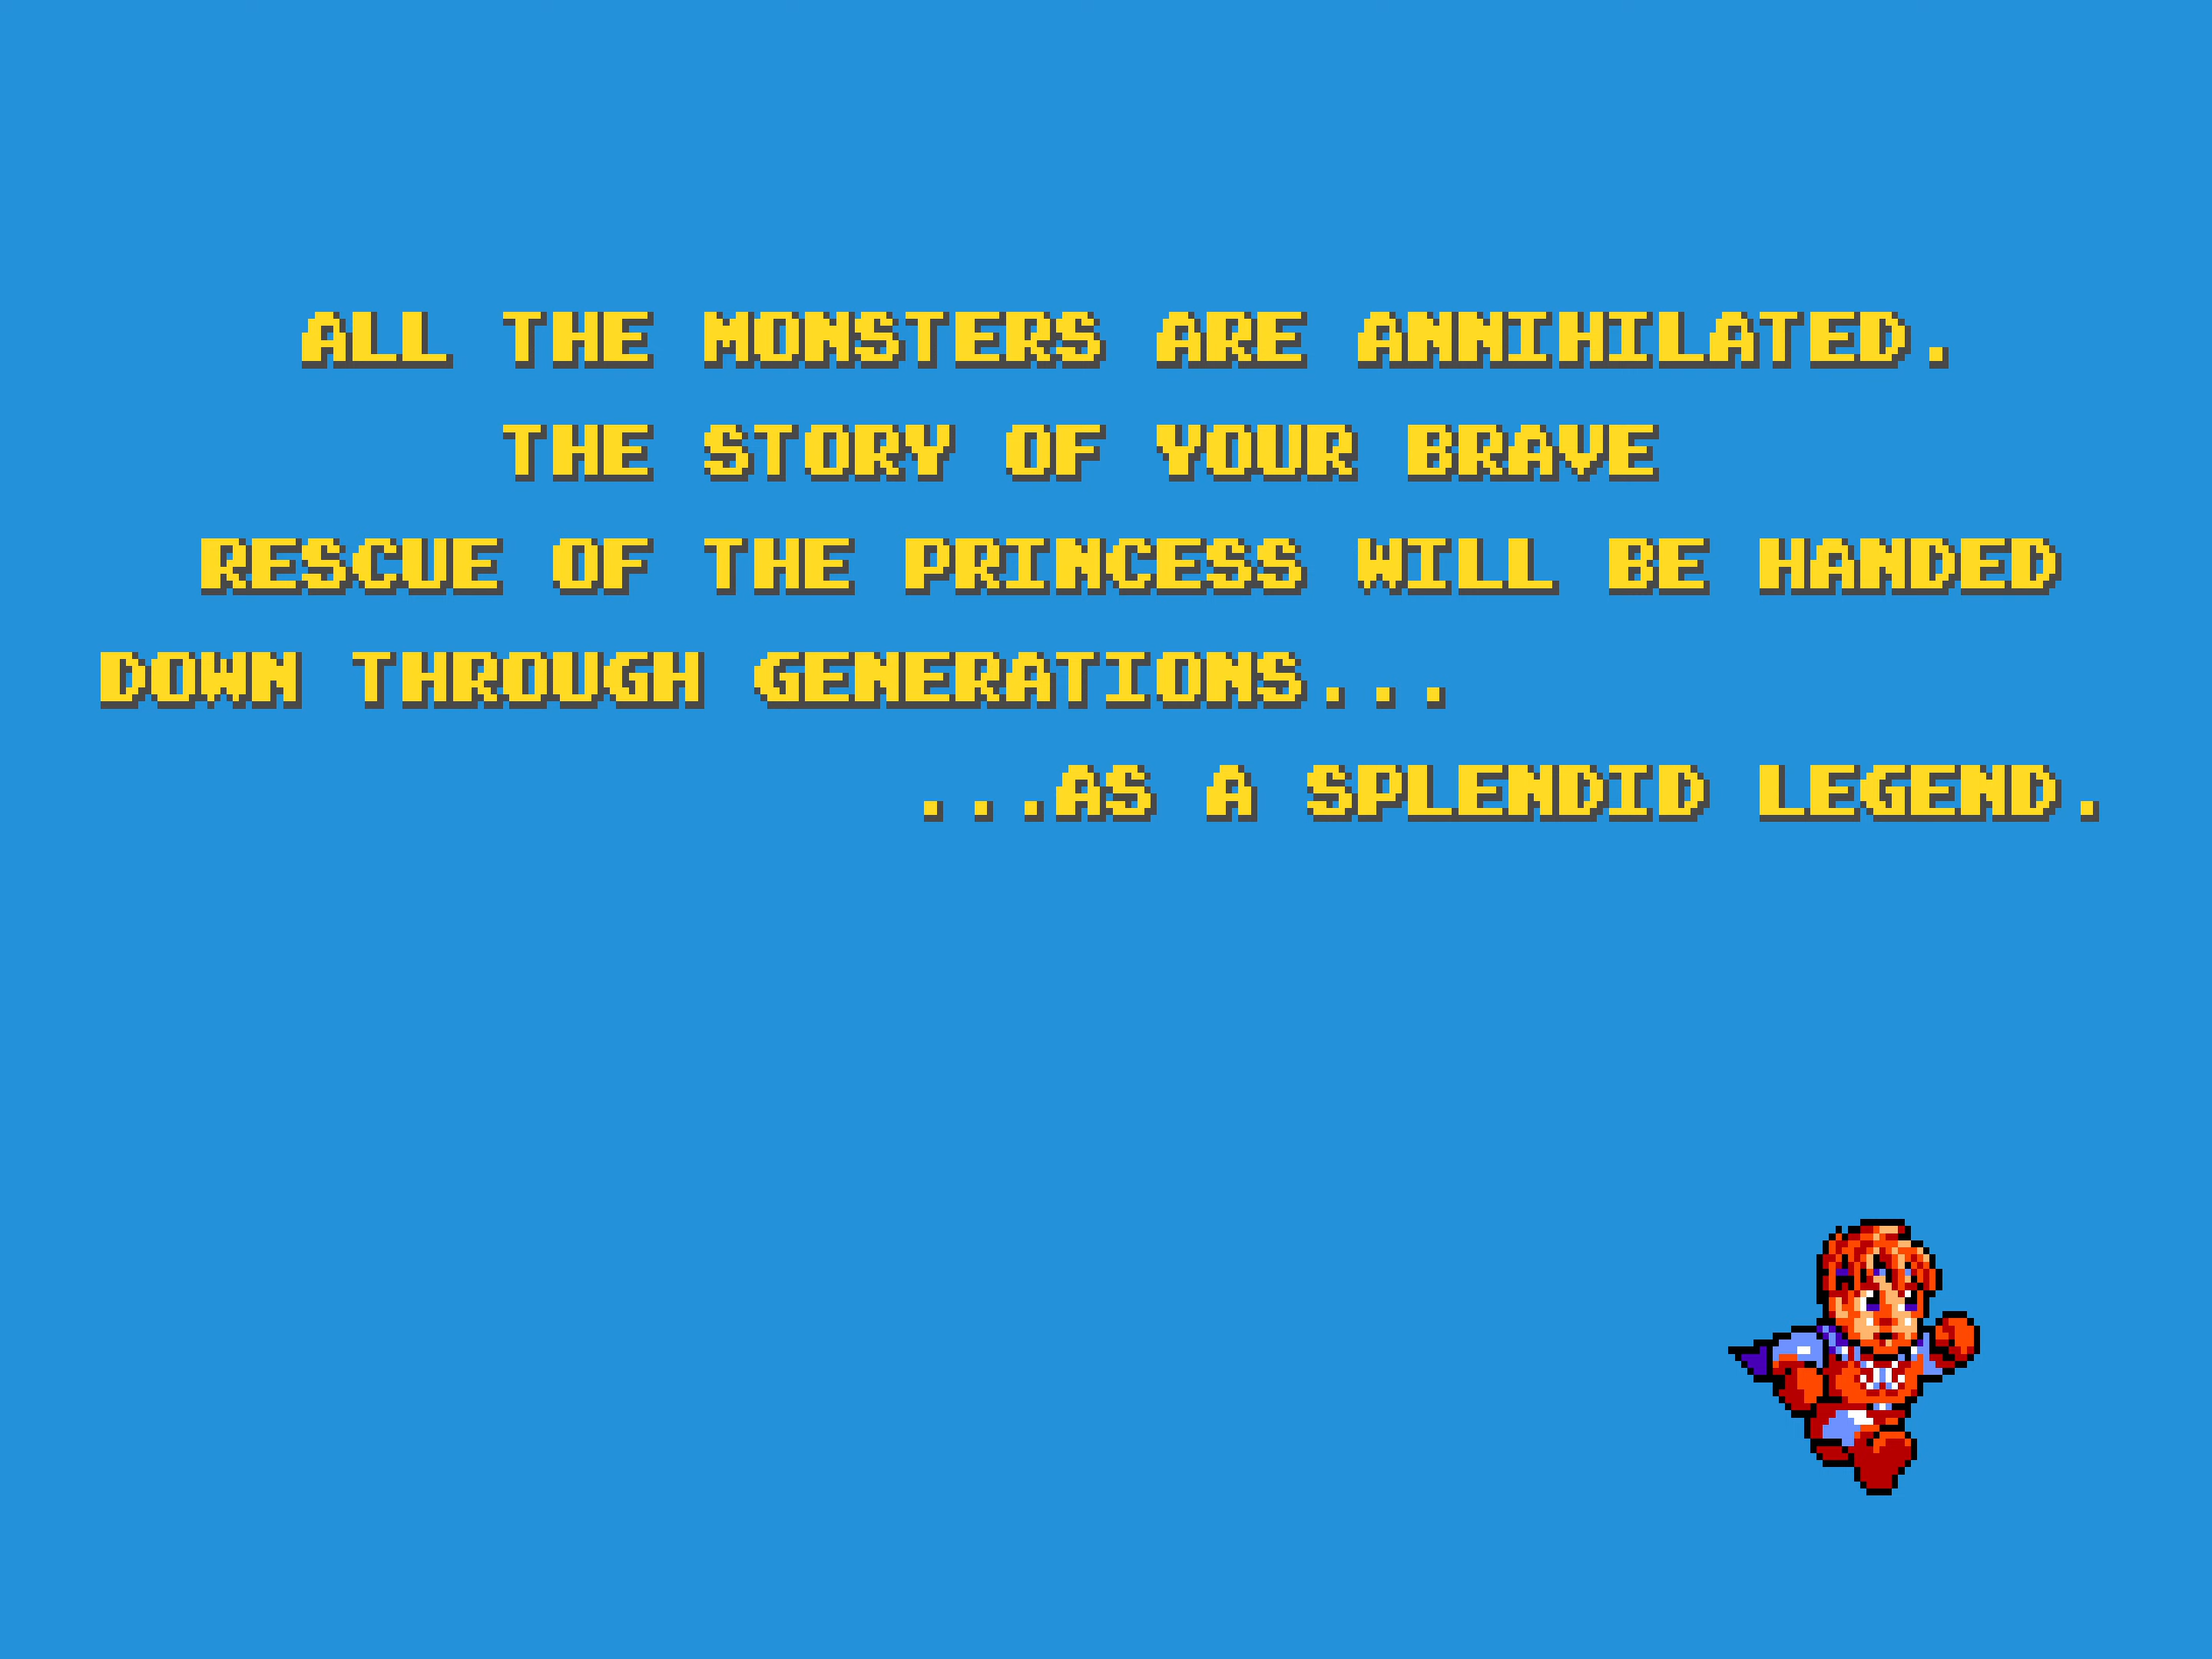 ALL THE MONSTERS ARE ANNIHILATED.
THE STORY OF YOUR BRAVE
RESCUE OF THE PRINCESS WILL BE HANDED
DOWN THROUGH GENERATIONS...
...AS A SPLENDID LEGEND.